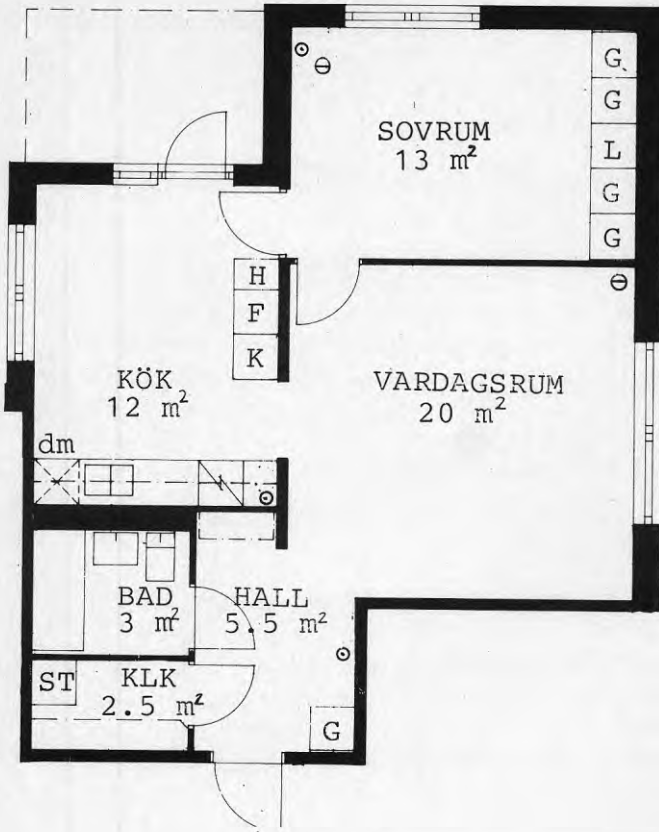 G
G
SOVRUM
13 m²
L
G
G
H
F
K
KÖK
12 m²
VARDAGSRUM
20 m²
dm
BAD
3 m²
HALL
5.5 m²
ST
KLK
2.5 m²
G